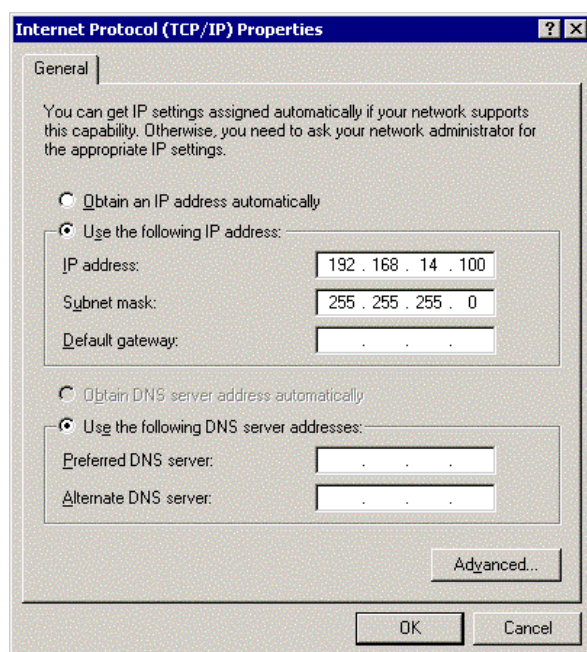 Internet Protocol (TCP/IP) Properties
General
You can get IP settings assigned automatically if your network supports
this capability. Otherwise, you need to ask your network administrator for
the appropriate IP settings.
Obtain an IP address automatically
Use the following IP address:
IP address: 192 . 168 . 14 . 100
Subnet mask: 255 . 255 . 255 . 0
Default gateway: . . .
Obtain DNS server address automatically
Use the following DNS server addresses:
Preferred DNS server: . . .
Alternate DNS server: . . .
Advanced...
OK Cancel